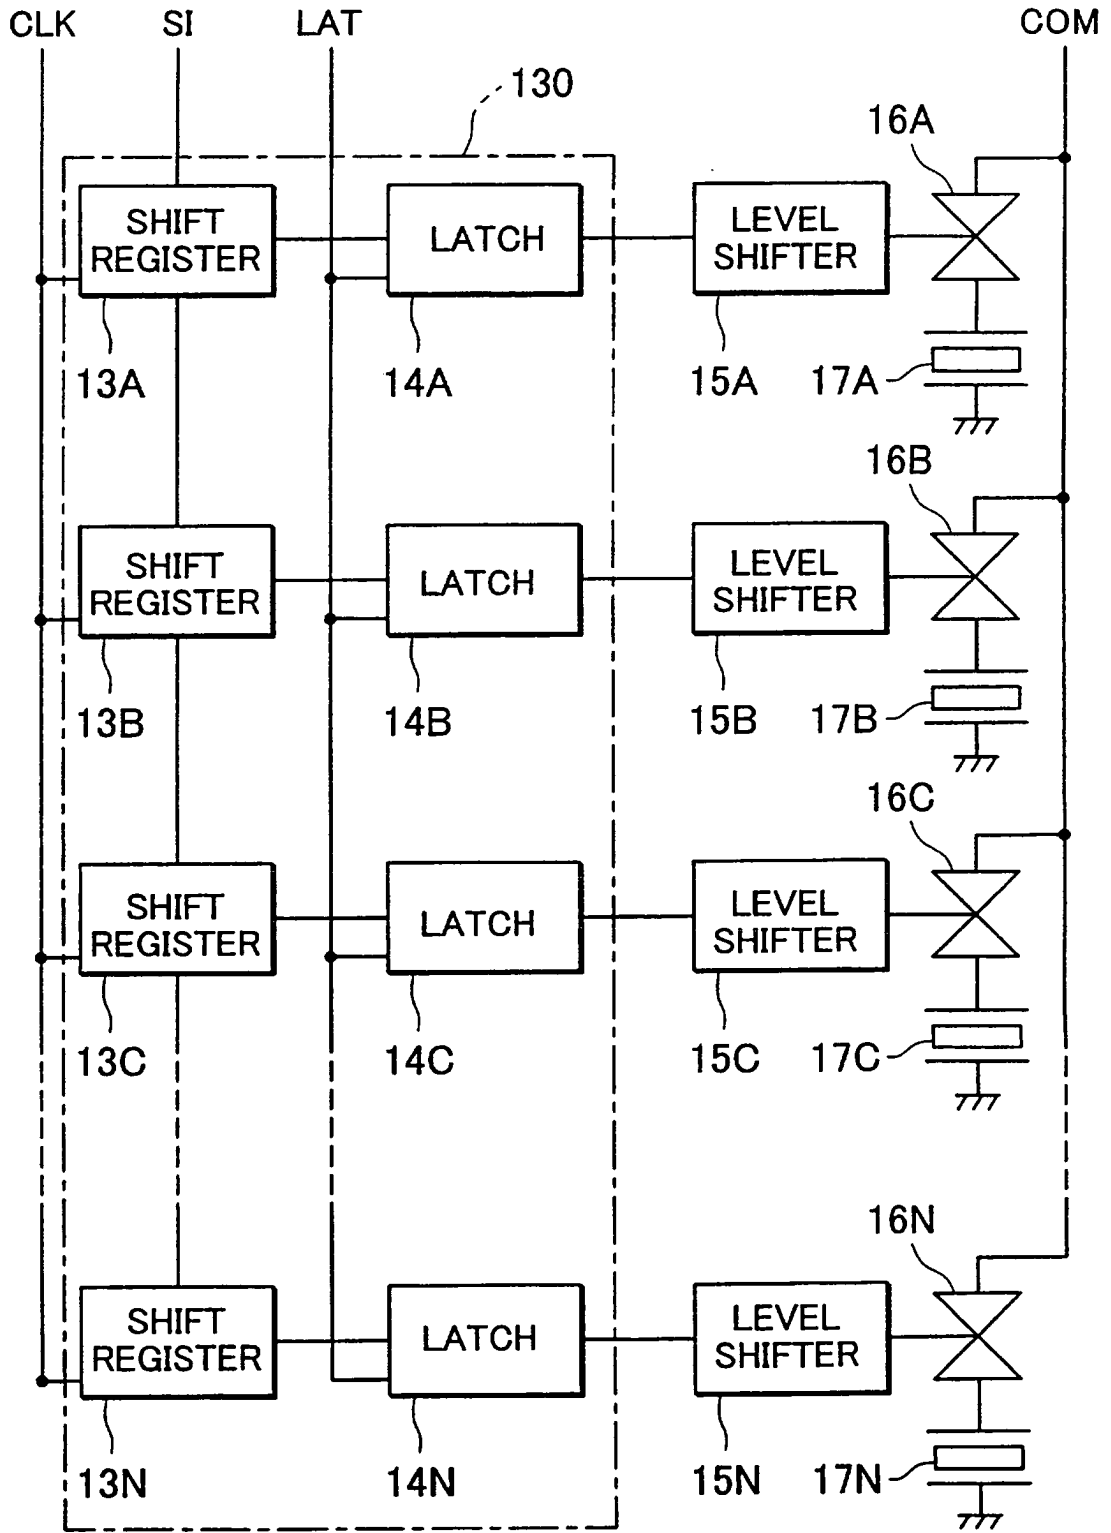 CLK SI LAT COM
130
16A
SHIFT
REGISTER
LATCH
LEVEL
SHIFTER
13A 14A 15A 17A
16B
SHIFT
REGISTER
LATCH
LEVEL
SHIFTER
13B 14B 15B 17B
16C
SHIFT
REGISTER
LATCH
LEVEL
SHIFTER
13C 14C 15C 17C
16N
SHIFT
REGISTER
LATCH
LEVEL
SHIFTER
13N 14N 15N 17N